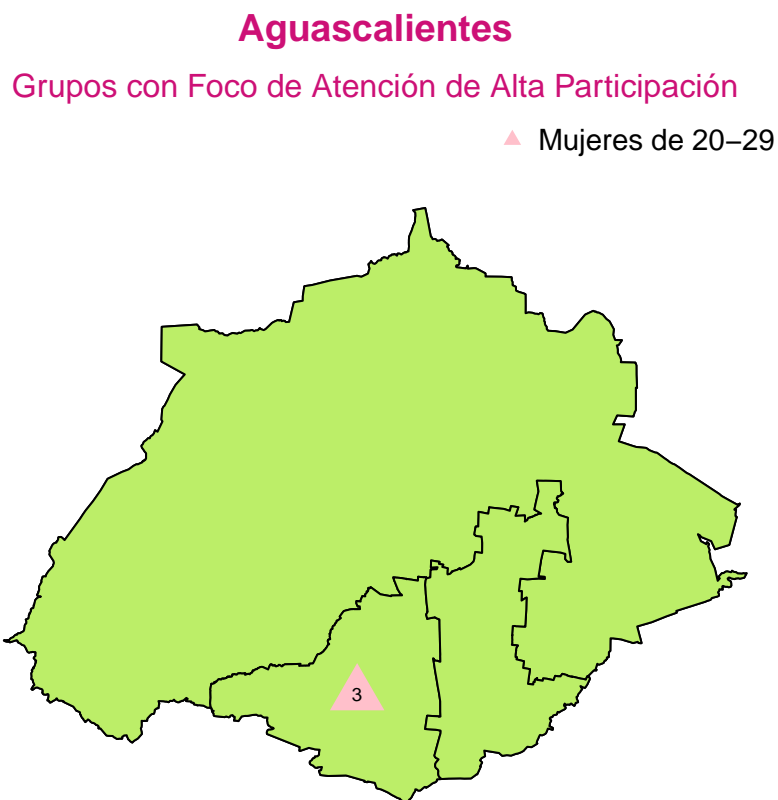 Aguascalientes
Grupos con Foco de Atención de Alta Participación
Mujeres de 20−29
3